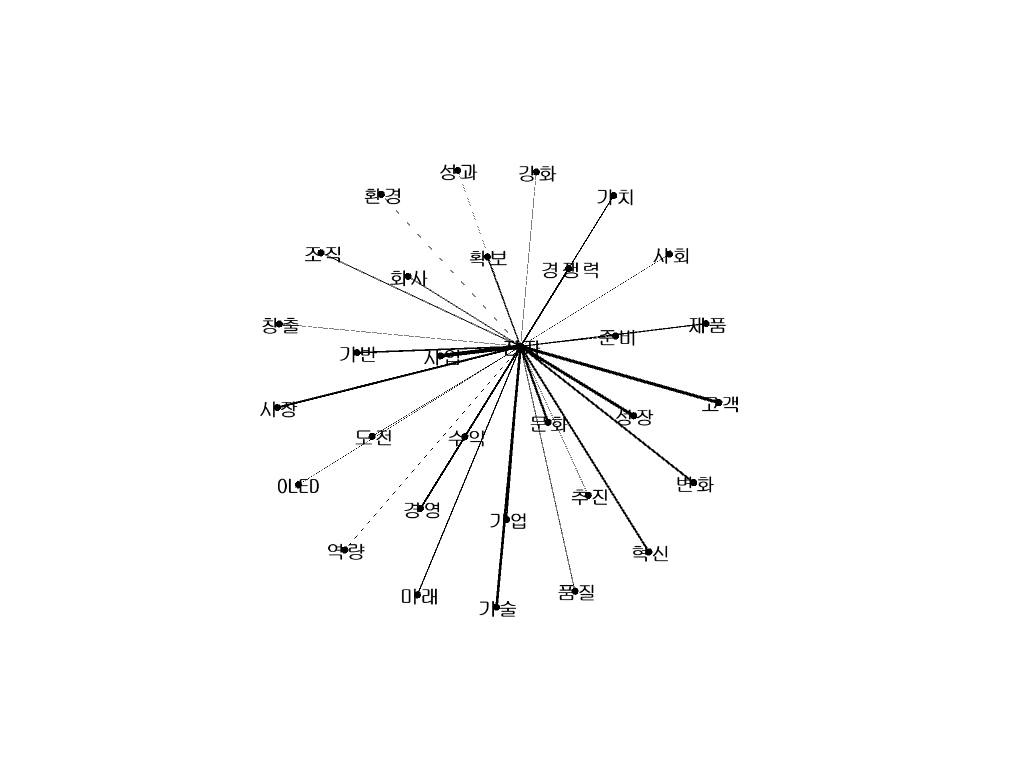 성과
강화
환경
가치
조직
확보
경쟁력
사회
회사
창출
준비
제품
가반
사업
시장
고객
문화
성장
도전
수익
OLED
변화
경영
추진
기업
역량
혁신
미래
기술
품질